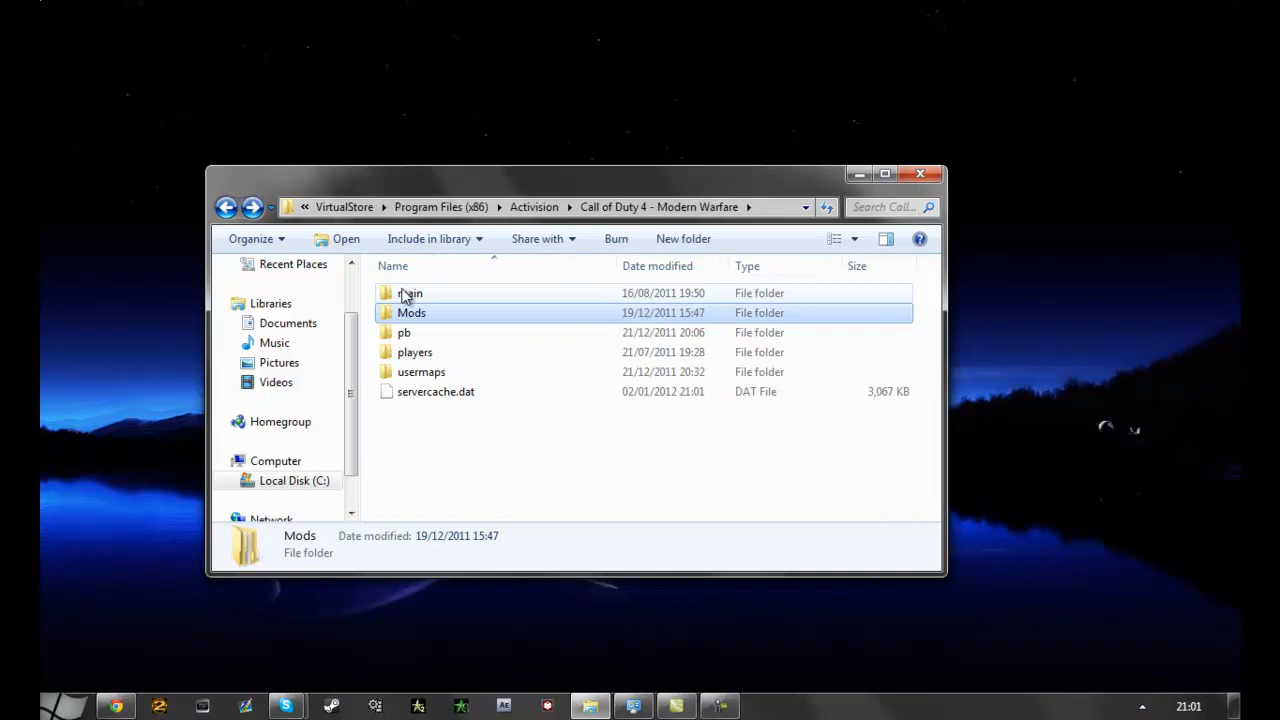 « VirtualStore Program Files (x86) Activision Call of Duty 4 - Modern Warfare Search Call...
Organize Open Include in library Share with Burn New folder
Name Date modified Type Size
Recent Places
Libraries
Documents
Music
Pictures
Videos
Homegroup
Computer
Local Disk (C:)
Network
main 16/08/2011 19:50 File folder
Mods 19/12/2011 15:47 File folder
pb 21/12/2011 20:06 File folder
players 21/07/2011 19:28 File folder
usermaps 21/12/2011 20:32 File folder
servercache.dat 02/01/2012 21:01 DAT File 3,067 KB
Mods Date modified: 19/12/2011 15:47
File folder
AE
21:01